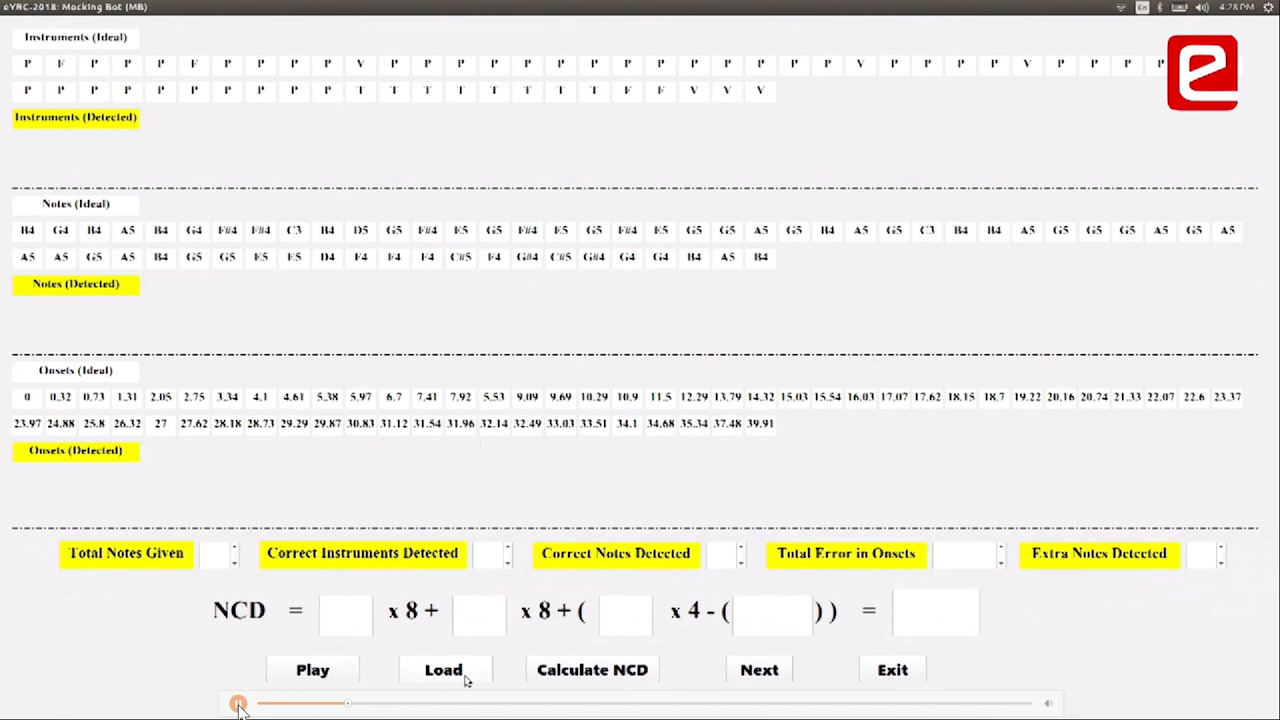 eYRC-2018: Mocking Bot (MB) En 4:28 PM
Instruments (Ideal)
P F P P P F P P P P V P P P P P P P P P P P P P P V P P P P V P P P P
P P P P P P P P P P T T T T T T T T F F V V V
Instruments (Detected)
Notes (Ideal)
B4 G4 B4 A5 B4 G4 F#4 F#4 C3 B4 D5 G5 F#4 E5 G5 F#4 E5 G5 F#4 E5 G5 G5 A5 G5 B4 A5 G5 C3 B4 B4 A5 G5 G5 G5 A5 G5 A5
A5 A5 G5 A5 B4 G5 G5 E5 E5 D4 F4 F4 F4 C#5 F4 G#4 C#5 G#4 G4 G4 B4 A5 B4
Notes (Detected)
Onsets (Ideal)
0 0.32 0.73 1.31 2.05 2.75 3.34 4.1 4.61 5.38 5.97 6.7 7.41 7.92 5.53 9.09 9.69 10.29 10.9 11.5 12.29 13.79 14.32 15.03 15.54 16.03 17.07 17.62 18.15 18.7 19.22 20.16 20.74 21.33 22.07 22.6 23.37
23.97 24.88 25.8 26.32 27 27.62 28.18 28.73 29.29 29.87 30.83 31.12 31.54 31.96 32.14 32.49 33.03 33.51 34.1 34.68 35.34 37.48 39.91
Onsets (Detected)
Total Notes Given Correct Instruments Detected Correct Notes Detected Total Error in Onsets Extra Notes Detected
NCD = x 8 + x 8 + ( x 4 - ( ) ) =
Play Load Calculate NCD Next Exit